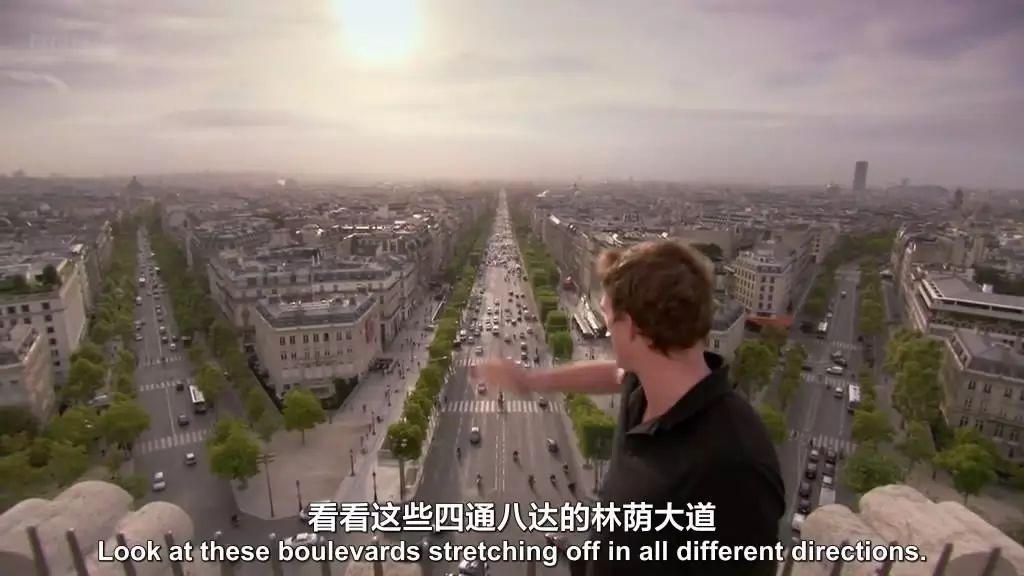 看看这些四通八达的林荫大道
Look at these boulevards stretching off in all different directions.